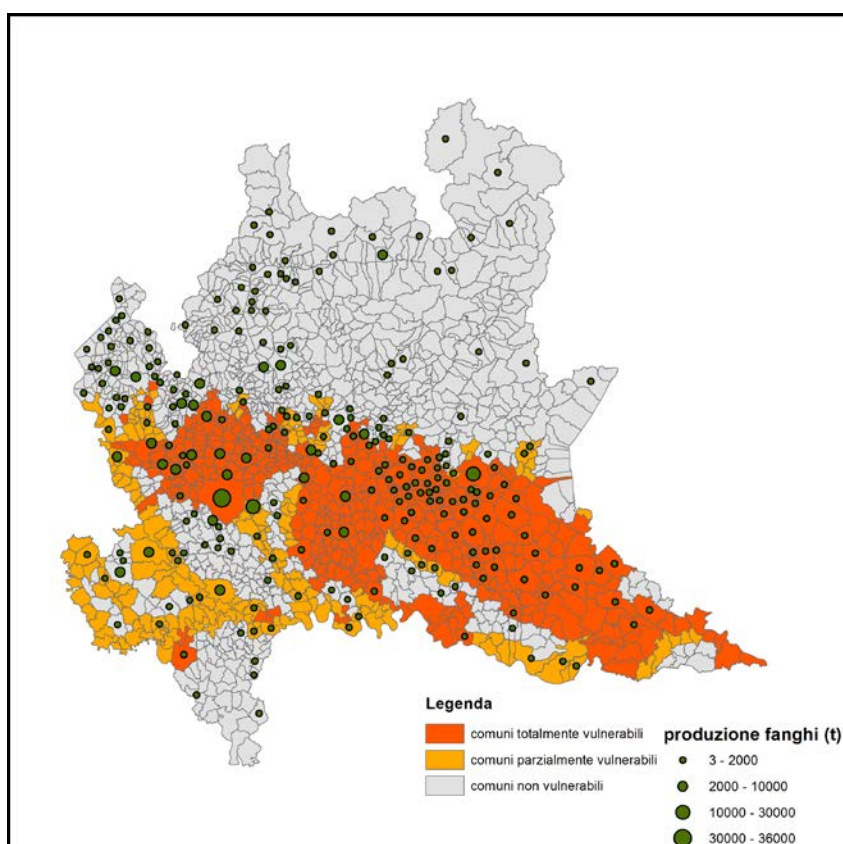 Legenda
comuni totalmente vulnerabili
comuni parzialmente vulnerabili
comuni non vulnerabili
produzione fanghi (t)
3 - 2000
2000 - 10000
10000 - 30000
30000 - 36000